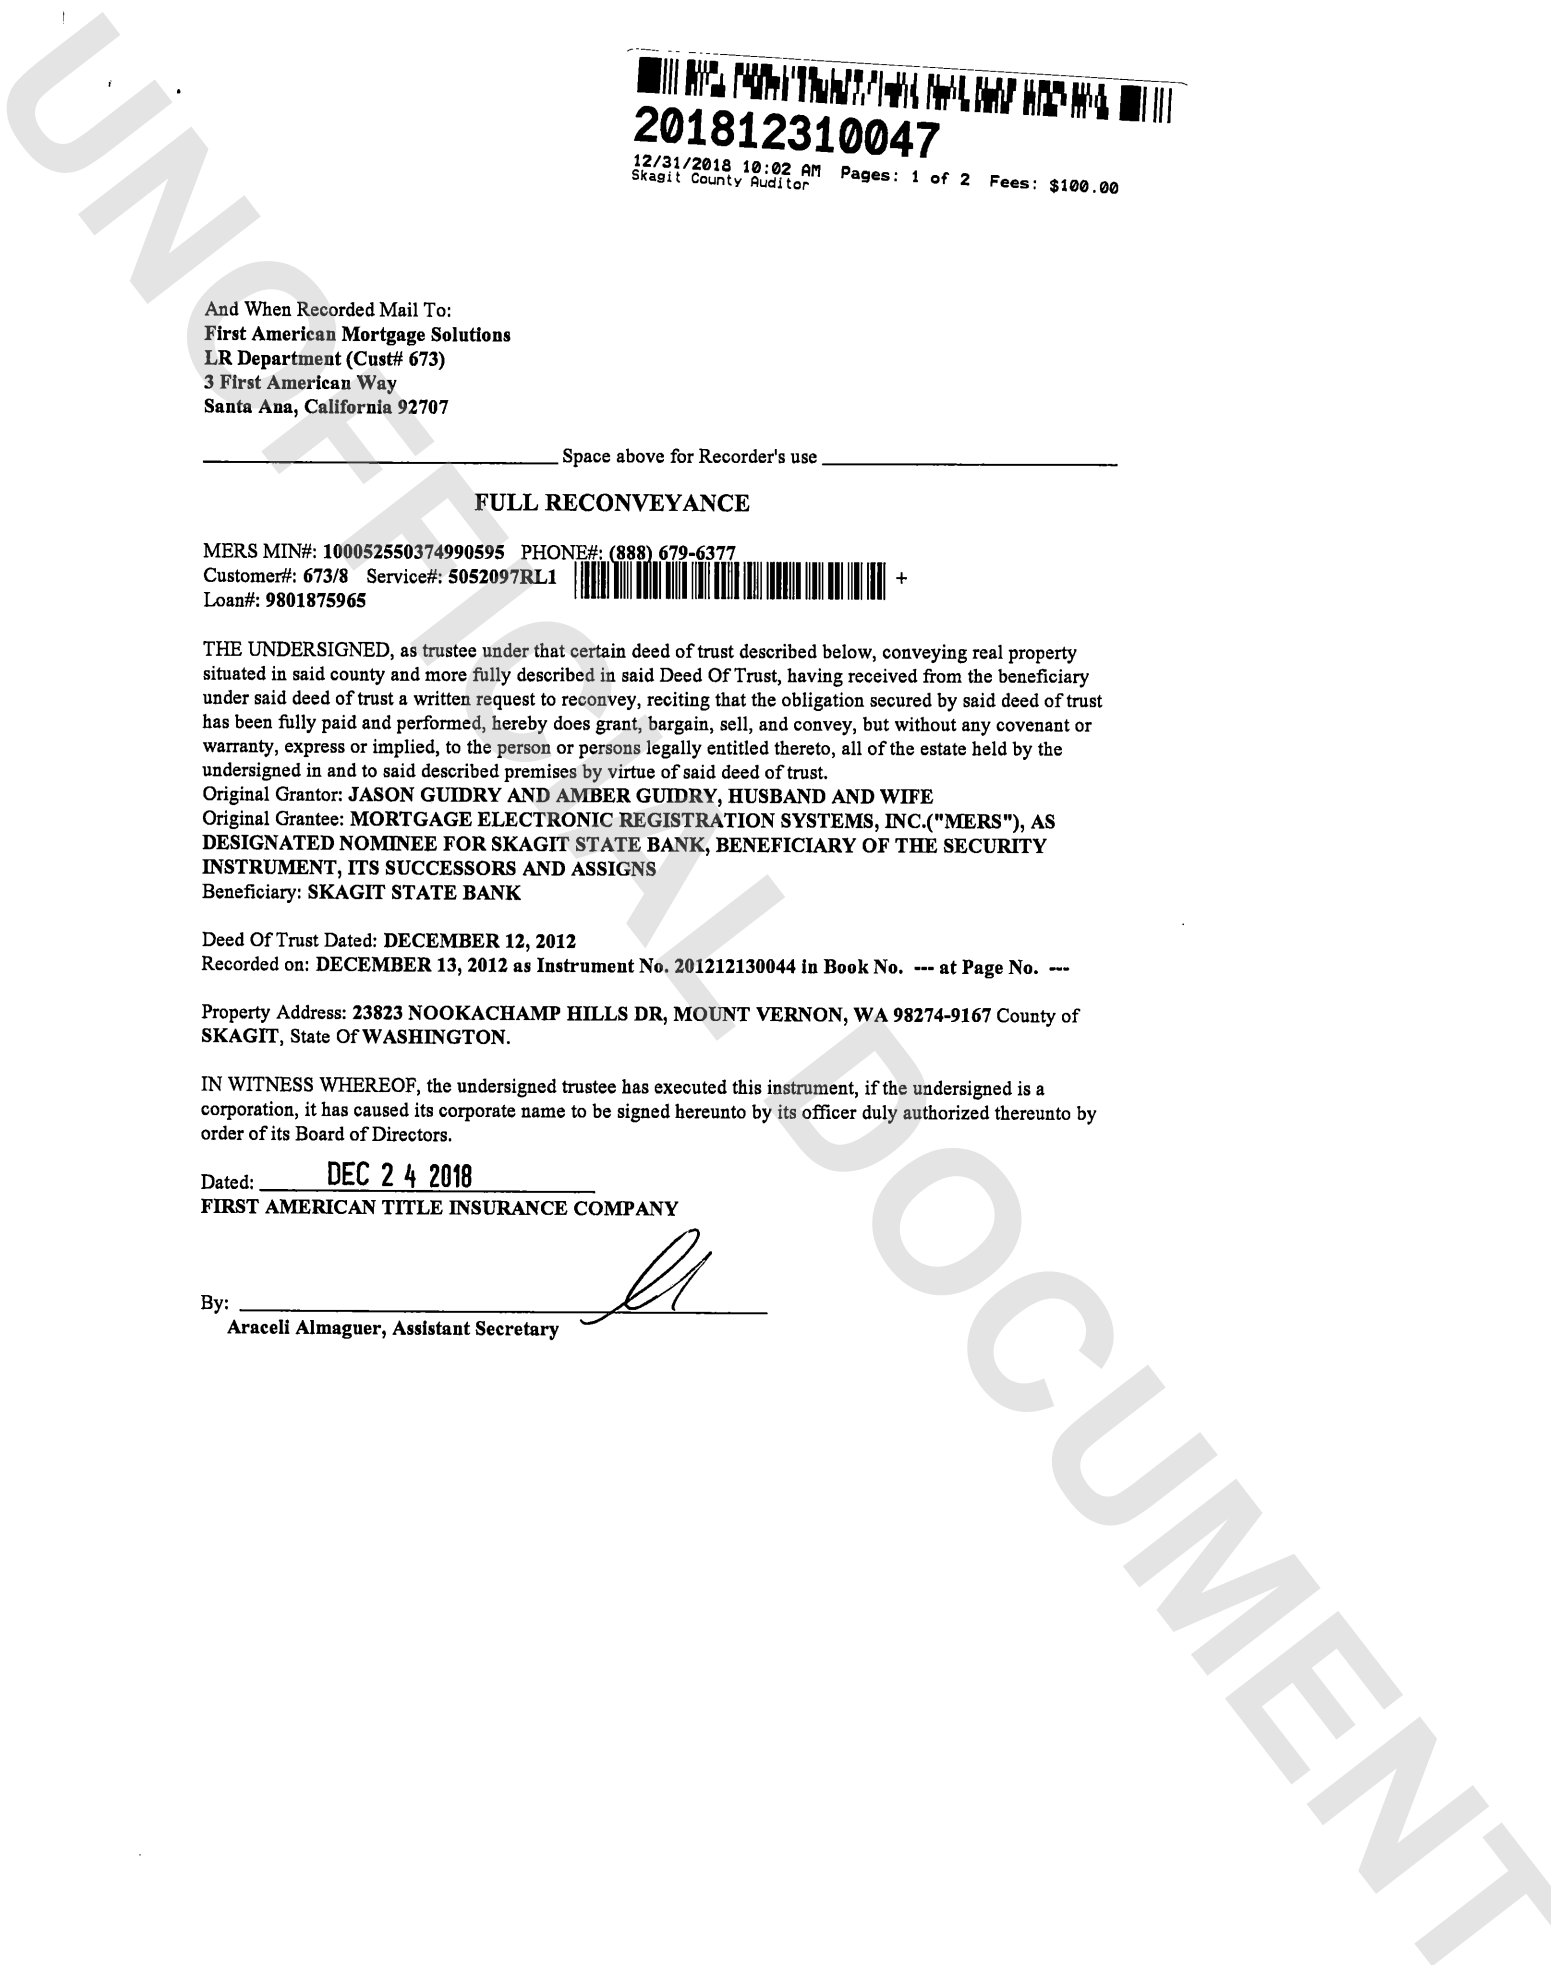 201812310047
12/31/2018 10:02 AM Pages: 1 of 2 Fees: $100.00
Skagit County Auditor
And When Recorded Mail To:
First American Mortgage Solutions
LR Department (Cust# 673)
3 First American Way
Santa Ana, California 92707
Space above for Recorder's use
FULL RECONVEYANCE
MERS MIN#: 100052550374990595 PHONE#: (888) 679-6377
Customer#: 673/8 Service#: 5052097RL1 +
Loan#: 9801875965
THE UNDERSIGNED, as trustee under that certain deed of trust described below, conveying real property
situated in said county and more fully described in said Deed Of Trust, having received from the beneficiary
under said deed of trust a written request to reconvey, reciting that the obligation secured by said deed of trust
has been fully paid and performed, hereby does grant, bargain, sell, and convey, but without any covenant or
warranty, express or implied, to the person or persons legally entitled thereto, all of the estate held by the
undersigned in and to said described premises by virtue of said deed of trust.
Original Grantor: JASON GUIDRY AND AMBER GUIDRY, HUSBAND AND WIFE
Original Grantee: MORTGAGE ELECTRONIC REGISTRATION SYSTEMS, INC.("MERS"), AS
DESIGNATED NOMINEE FOR SKAGIT STATE BANK, BENEFICIARY OF THE SECURITY
INSTRUMENT, ITS SUCCESSORS AND ASSIGNS
Beneficiary: SKAGIT STATE BANK
Deed Of Trust Dated: DECEMBER 12, 2012
Recorded on: DECEMBER 13, 2012 as Instrument No. 201212130044 in Book No. --- at Page No. ---
Property Address: 23823 NOOKACHAMP HILLS DR, MOUNT VERNON, WA 98274-9167 County of
SKAGIT, State Of WASHINGTON.
IN WITNESS WHEREOF, the undersigned trustee has executed this instrument, if the undersigned is a
corporation, it has caused its corporate name to be signed hereunto by its officer duly authorized thereunto by
order of its Board of Directors.
Dated: DEC 24 2018
FIRST AMERICAN TITLE INSURANCE COMPANY
By:
Araceli Almaguer, Assistant Secretary
UNOFFICIAL DOCUMENT